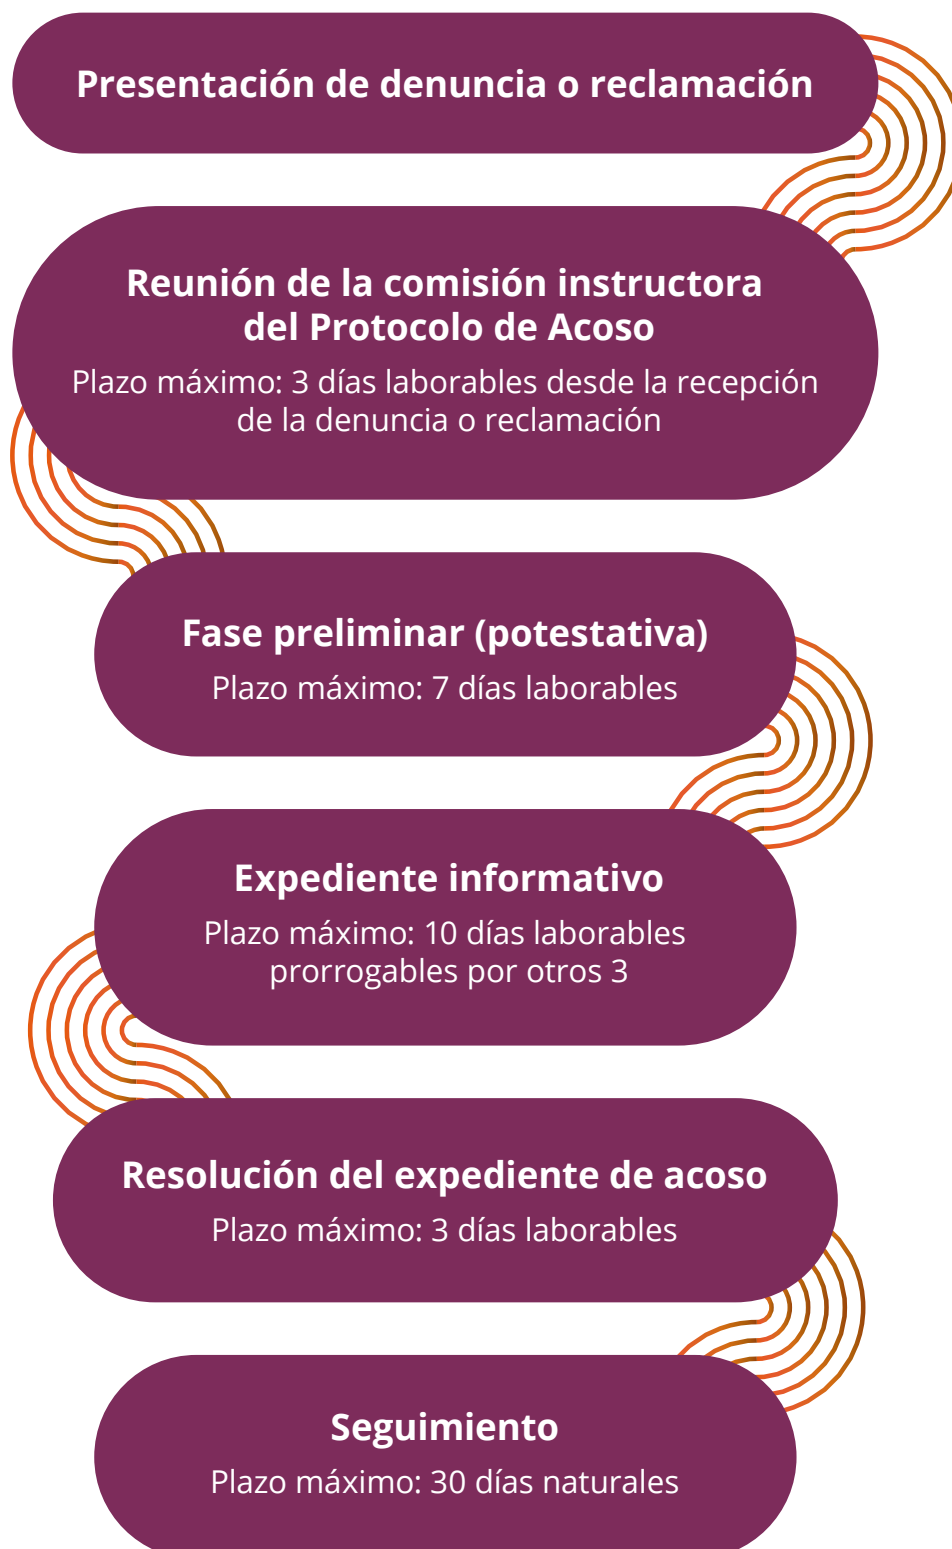 Presentación de denuncia o reclamación
Reunión de la comisión instructora
del Protocolo de Acoso
Plazo máximo: 3 días laborables desde la recepción
de la denuncia o reclamación
Fase preliminar (potestativa)
Plazo máximo: 7 días laborables
Expediente informativo
Plazo máximo: 10 días laborables
prorrogables por otros 3
Resolución del expediente de acoso
Plazo máximo: 3 días laborables
Seguimiento
Plazo máximo: 30 días naturales